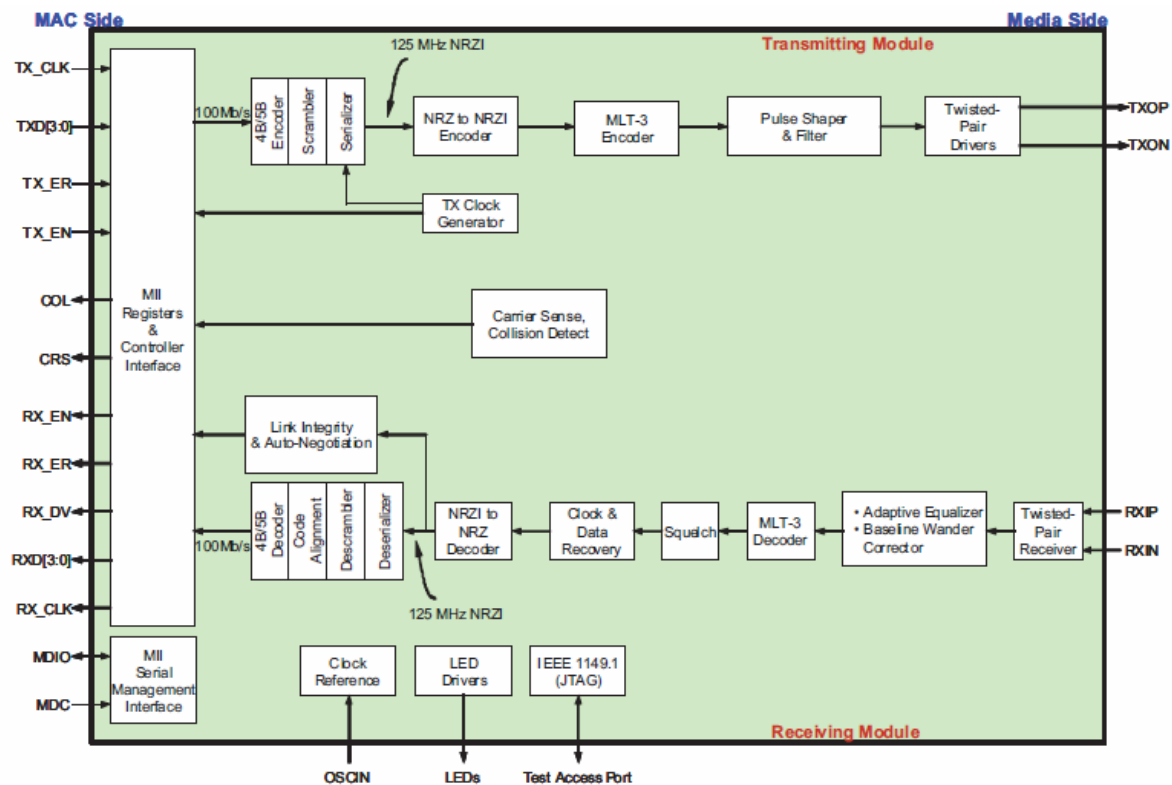 MAC Side
Media Side
125 MHz NRZI
Transmitting Module
TX_CLK
TXD[3:0]
TX_ER
TX_EN
COL
CRS
RX_EN
RX_ER
RX_DV
RXD[3:0]
RX_CLK
MDIO
MDC
MII
Registers
&
Controller
Interface
100Mb/s
4B/5B
Encoder
Scrambler
Serializer
NRZ to NRZI
Encoder
MLT-3
Encoder
Pulse Shaper
& Filter
Twisted-
Pair
Drivers
TXOP
TXON
TX Clock
Generator
Carrier Sense,
Collision Detect
Link Integrity
& Auto-Negotiation
100Mb/s
4B/5B
Decoder
Code
Alignment
Descrambler
Deserializer
125 MHz NRZI
NRZI to
NRZ
Decoder
Clock &
Data
Recovery
Squelch
MLT-3
Decoder
• Adaptive Equalizer
• Baseline Wander
Corrector
Twisted-
Pair
Receiver
RXIP
RXIN
MII
Serial
Management
Interface
Clock
Reference
LED
Drivers
IEEE 1149.1
(JTAG)
Receiving Module
OSCIN
LEDs
Test Access Port